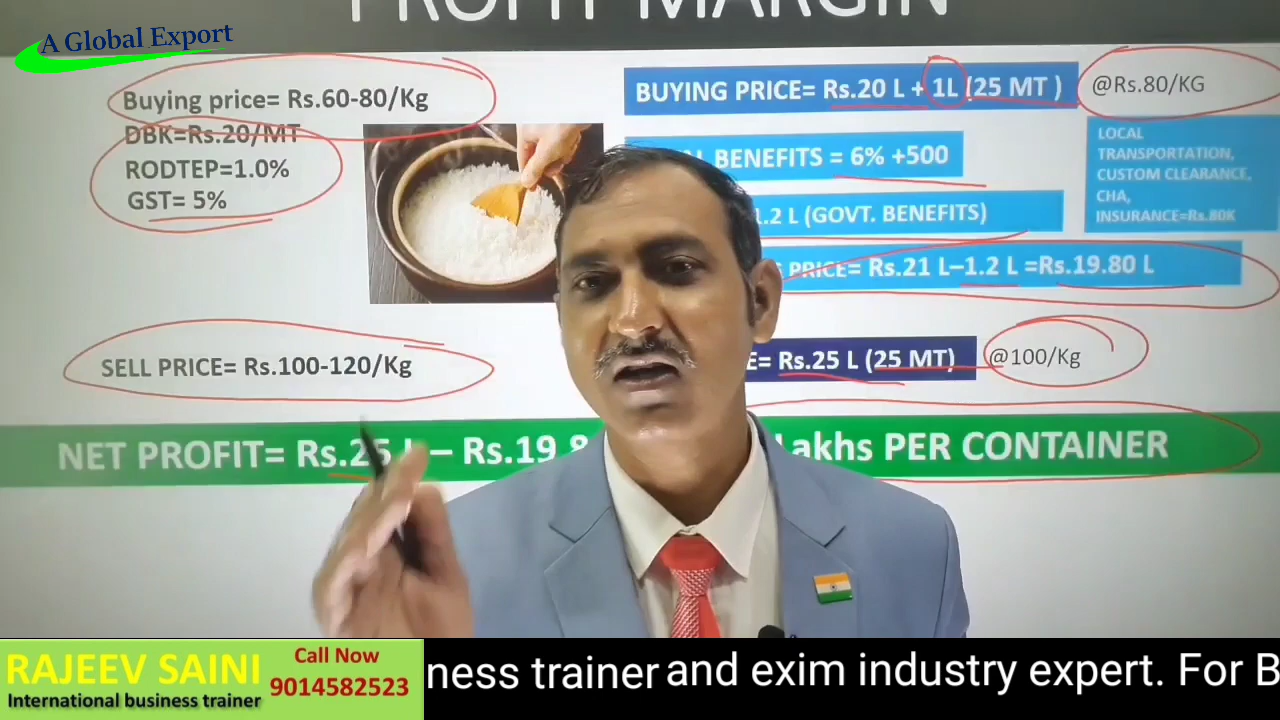 PROFIT MARGIN
A Global Export
Buying price= Rs.60-80/Kg
DBK=Rs.20/MT
RODTEP=1.0%
GST= 5%
BUYING PRICE= Rs.20 L + 1L (25 MT )
@Rs.80/KG
BENEFITS = 6% +500
LOCAL
TRANSPORTATION,
CUSTOM CLEARANCE,
CHA,
INSURANCE=Rs.80K
1.2 L (GOVT. BENEFITS)
PRICE= Rs.21 L–1.2 L =Rs.19.80 L
SELL PRICE= Rs.100-120/Kg
= Rs.25 L (25 MT)
@100/Kg
NET PROFIT= Rs.25 L – Rs.19.8 Lakhs PER CONTAINER
RAJEEV SAINI
International business trainer
Call Now
9014582523
ness trainer and exim industry expert. For B